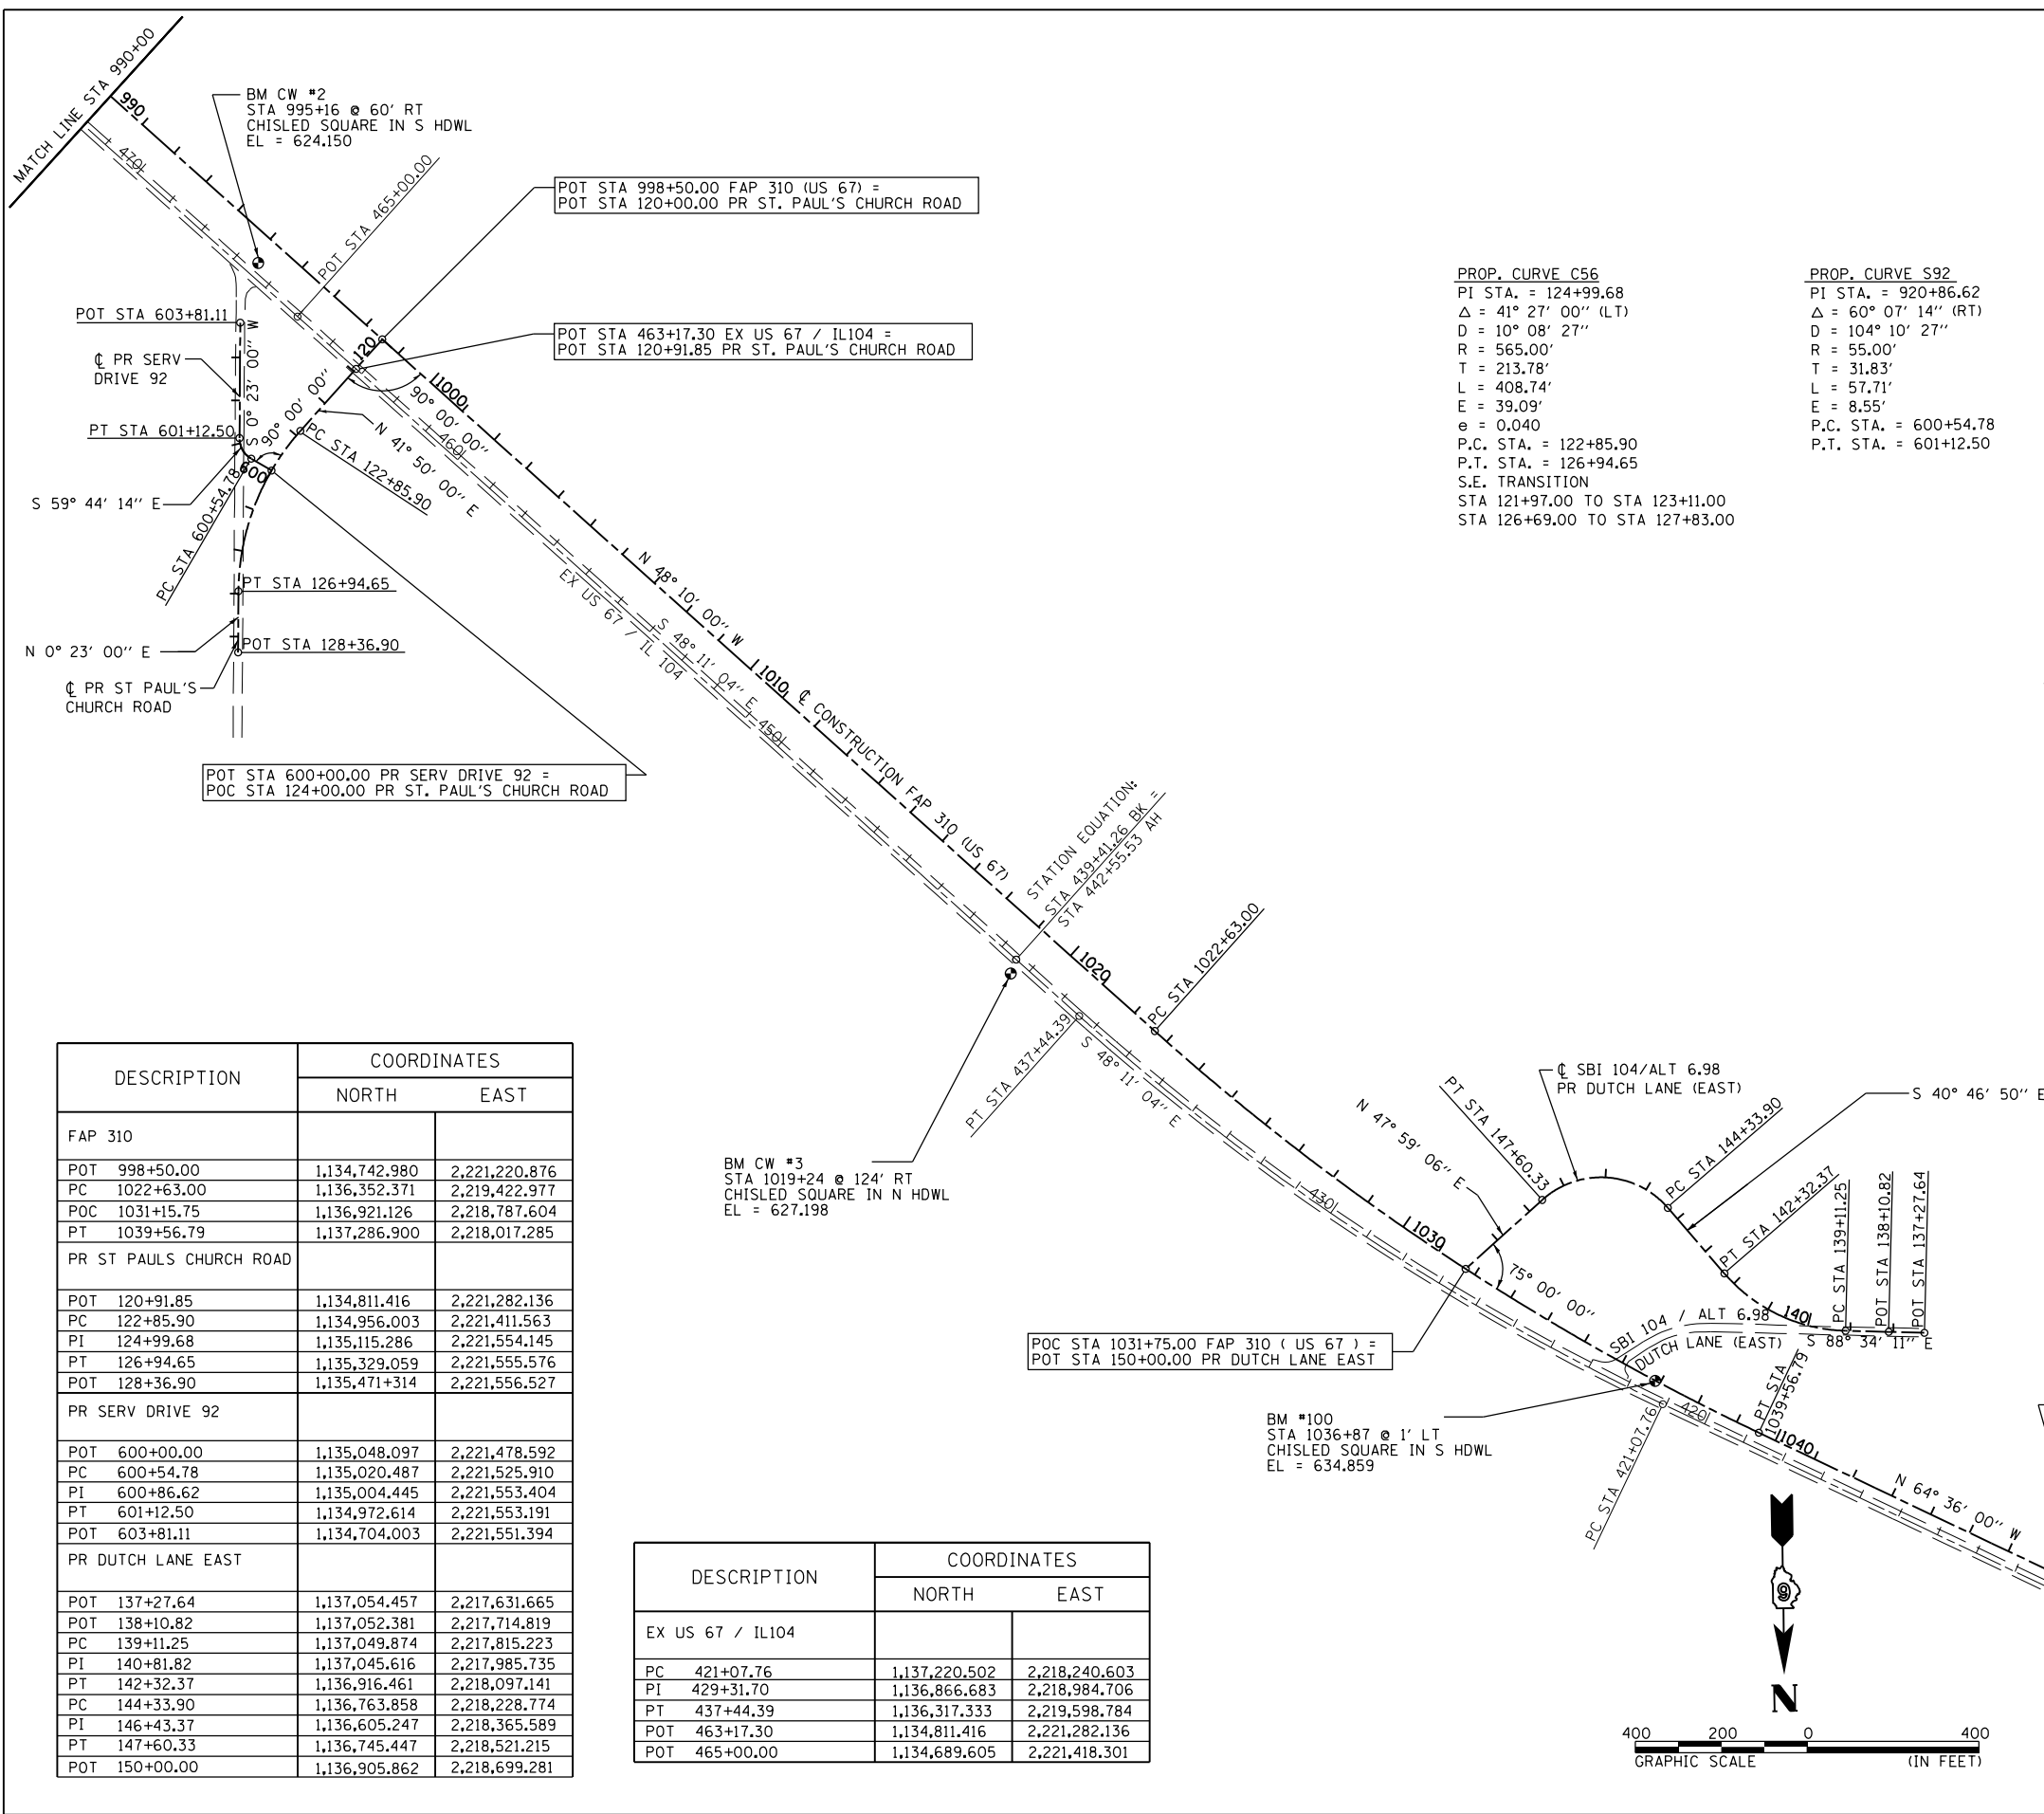 MATCH LINE STA 990+00
990
470
BM CW #2
STA 995+16 @ 60' RT
CHISLED SQUARE IN S HDWL
EL = 624.150
POT STA 465+00.00
POT STA 998+50.00 FAP 310 (US 67) =
POT STA 120+00.00 PR ST. PAUL'S CHURCH ROAD
POT STA 463+17.30 EX US 67 / IL104 =
POT STA 120+91.85 PR ST. PAUL'S CHURCH ROAD
POT STA 603+81.11
℄ PR SERV
DRIVE 92
S 0° 23' 00'' W
PT STA 601+12.50
S 59° 44' 14'' E
PC STA 600+54.78
600
90° 00' 00''
120
90° 00' 00''
1000
460
N 41° 50' 00'' E
PC STA 122+85.90
PT STA 126+94.65
N 0° 23' 00'' E
POT STA 128+36.90
℄ PR ST PAUL'S
CHURCH ROAD
POT STA 600+00.00 PR SERV DRIVE 92 =
POC STA 124+00.00 PR ST. PAUL'S CHURCH ROAD
N 48° 10' 00'' W
EX US 67 / IL 104
S 48° 11' 04'' E
450
1010
℄ CONSTRUCTION FAP 310 (US 67)
PROP. CURVE C56
PI STA. = 124+99.68
Δ = 41° 27' 00'' (LT)
D = 10° 08' 27''
R = 565.00'
T = 213.78'
L = 408.74'
E = 39.09'
e = 0.040
P.C. STA. = 122+85.90
P.T. STA. = 126+94.65
S.E. TRANSITION
STA 121+97.00 TO STA 123+11.00
STA 126+69.00 TO STA 127+83.00
PROP. CURVE S92
PI STA. = 920+86.62
Δ = 60° 07' 14'' (RT)
D = 104° 10' 27''
R = 55.00'
T = 31.83'
L = 57.71'
E = 8.55'
P.C. STA. = 600+54.78
P.T. STA. = 601+12.50
STATION EQUATION:
STA 439+41.26 BK =
STA 442+55.53 AH
1020
PC STA 1022+63.00
PT STA 437+44.39
S 48° 11' 04'' E
BM CW #3
STA 1019+24 @ 124' RT
CHISLED SQUARE IN N HDWL
EL = 627.198
430
1030
N 47° 59' 06'' E
PT STA 147+60.33
℄ SBI 104/ALT 6.98
PR DUTCH LANE (EAST)
PC STA 144+33.90
S 40° 46' 50'' E
PT STA 142+32.37
PC STA 139+11.25
POT STA 138+10.82
POT STA 137+27.64
75° 00' 00''
140
SBI 104 / ALT 6.98
DUTCH LANE (EAST)
S 88° 34' 11'' E
POC STA 1031+75.00 FAP 310 ( US 67 ) =
POT STA 150+00.00 PR DUTCH LANE EAST
BM #100
STA 1036+87 @ 1' LT
CHISLED SQUARE IN S HDWL
EL = 634.859
PC STA 421+07.76
420
PT STA
1039+56.79
1040
N 64° 36' 00'' W
DESCRIPTION COORDINATES
NORTH EAST
FAP 310
POT 998+50.00 1,134,742.980 2,221,220.876
PC 1022+63.00 1,136,352.371 2,219,422.977
POC 1031+15.75 1,136,921.126 2,218,787.604
PT 1039+56.79 1,137,286.900 2,218,017.285
PR ST PAULS CHURCH ROAD
POT 120+91.85 1,134,811.416 2,221,282.136
PC 122+85.90 1,134,956.003 2,221,411.563
PI 124+99.68 1,135,115.286 2,221,554.145
PT 126+94.65 1,135,329.059 2,221,555.576
POT 128+36.90 1,135,471+314 2,221,556.527
PR SERV DRIVE 92
POT 600+00.00 1,135,048.097 2,221,478.592
PC 600+54.78 1,135,020.487 2,221,525.910
PI 600+86.62 1,135,004.445 2,221,553.404
PT 601+12.50 1,134,972.614 2,221,553.191
POT 603+81.11 1,134,704.003 2,221,551.394
PR DUTCH LANE EAST
POT 137+27.64 1,137,054.457 2,217,631.665
POT 138+10.82 1,137,052.381 2,217,714.819
PC 139+11.25 1,137,049.874 2,217,815.223
PI 140+81.82 1,137,045.616 2,217,985.735
PT 142+32.37 1,136,916.461 2,218,097.141
PC 144+33.90 1,136,763.858 2,218,228.774
PI 146+43.37 1,136,605.247 2,218,365.589
PT 147+60.33 1,136,745.447 2,218,521.215
POT 150+00.00 1,136,905.862 2,218,699.281
DESCRIPTION COORDINATES
NORTH EAST
EX US 67 / IL104
PC 421+07.76 1,137,220.502 2,218,240.603
PI 429+31.70 1,136,866.683 2,218,984.706
PT 437+44.39 1,136,317.333 2,219,598.784
POT 463+17.30 1,134,811.416 2,221,282.136
POT 465+00.00 1,134,689.605 2,221,418.301
9
N
400 200 0 400
GRAPHIC SCALE (IN FEET)